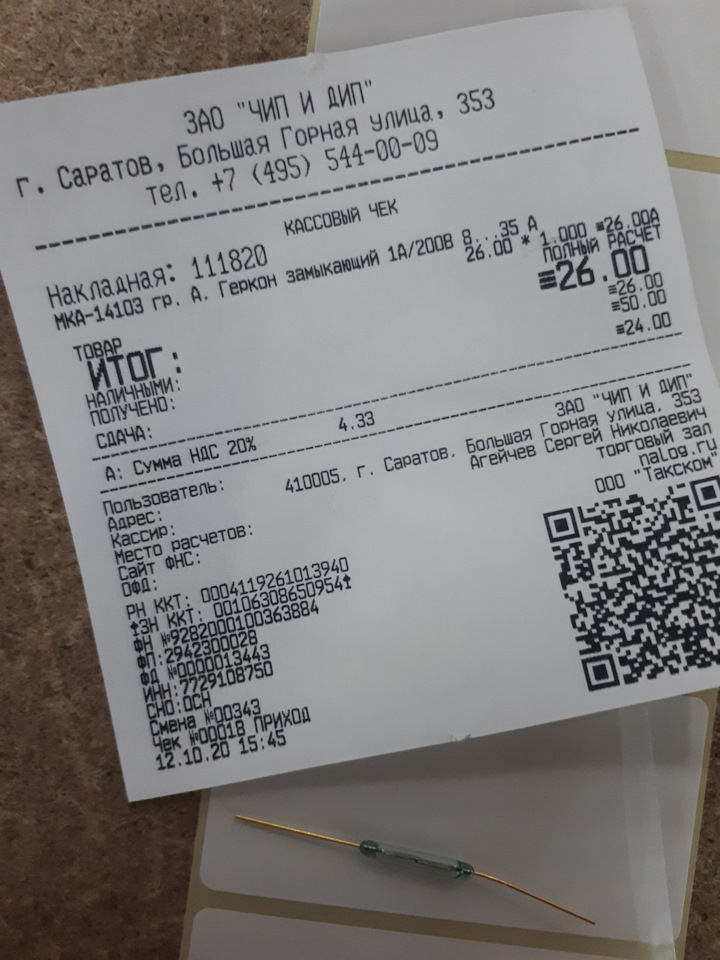 ЗАО "ЧИП И ДИП"
г. Саратов, Большая Горная улица, 353
тел. +7 (495) 544-00-09
КАССОВЫЙ ЧЕК
Накладная: 111820
МКА-14103 гр. А. Геркон замыкающий 1А/200В 8...35 А
26.00 * 1.000 ≡26.00А
ТОВАР ПОЛНЫЙ РАСЧЕТ
ИТОГ: ≡26.00
НАЛИЧНЫМИ: ≡26.00
ПОЛУЧЕНО: ≡50.00
СДАЧА: ≡24.00
А: Сумма НДС 20% 4.33
Пользователь: ЗАО "ЧИП И ДИП"
Адрес: 410005, г. Саратов, Большая Горная улица, 353
Кассир: Агейчев Сергей Николаевич
Место расчетов: торговый зал
Сайт ФНС: nalog.ru
ОФД: ООО "Такском"
РН ККТ: 0004119261013940
↑ЗН ККТ: 00106308650954↑
ФН №9282000100363884
ФП:2942300028
ФД №0000013443
ИНН:7729108750
СНО:ОСН
Смена №00343
Чек №00018 ПРИХОД
12.10.20 15:45